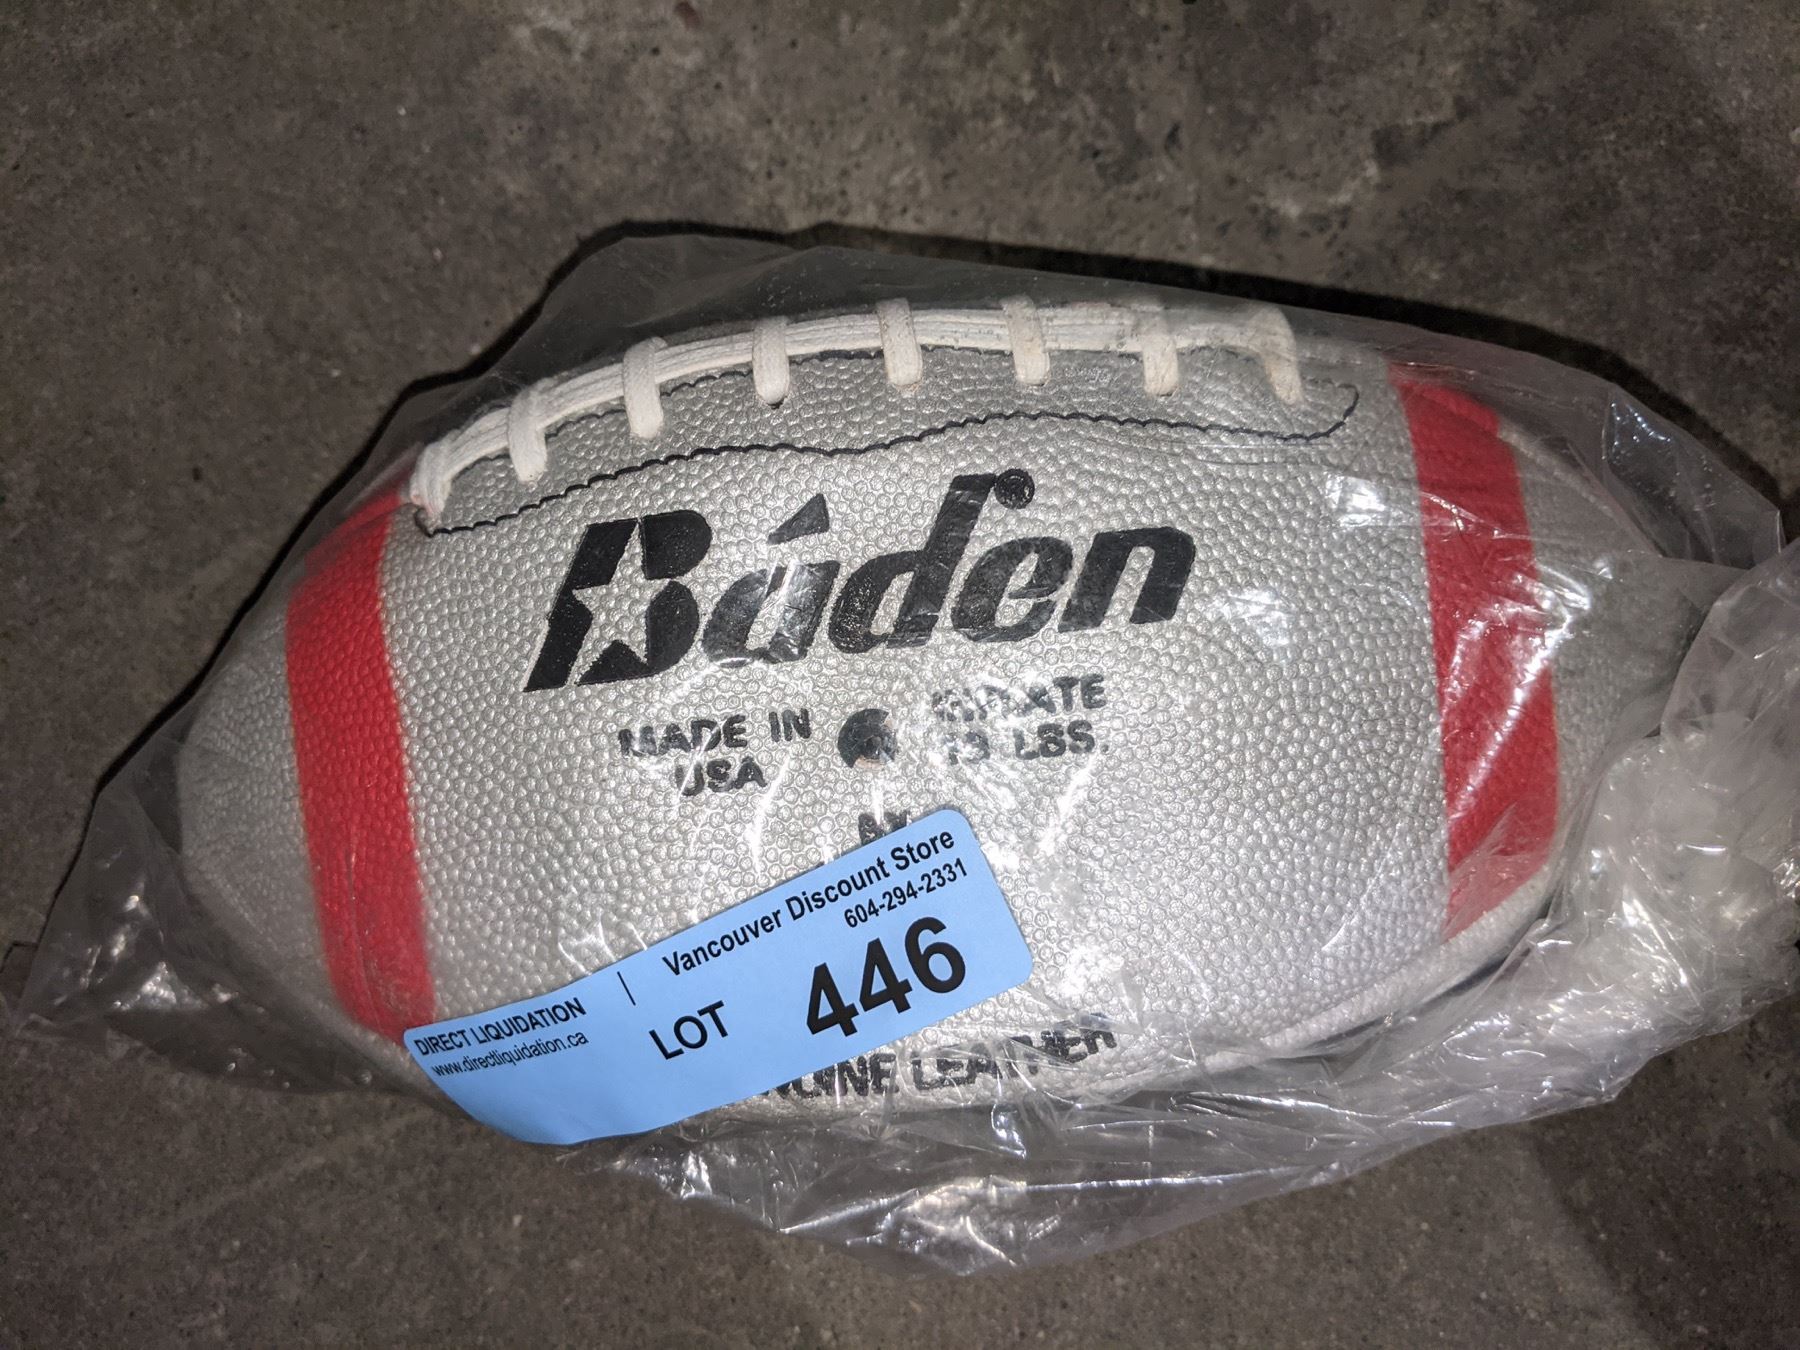 Baden
MADE IN
USA
INFLATE
13 LBS.
Vancouver Discount Store
604-294-2331
DIRECT LIQUIDATION
www.directliquidation.ca
LOT 446
LEATHER